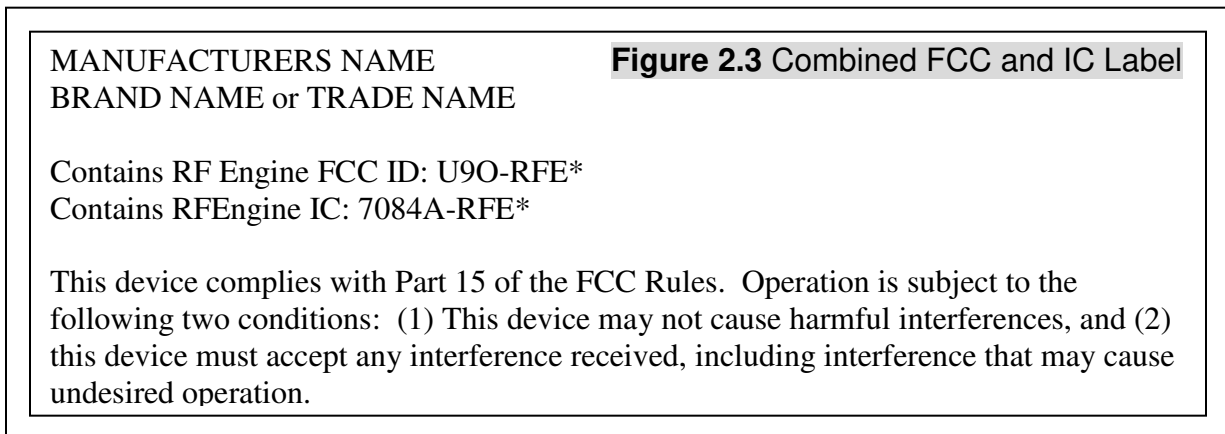 MANUFACTURERS NAME
Figure 2.3 Combined FCC and IC Label
BRAND NAME or TRADE NAME
Contains RF Engine FCC ID: U9O-RFE*
Contains RFEngine IC: 7084A-RFE*
This device complies with Part 15 of the FCC Rules.  Operation is subject to the
following two conditions:  (1) This device may not cause harmful interferences, and (2)
this device must accept any interference received, including interference that may cause
undesired operation.